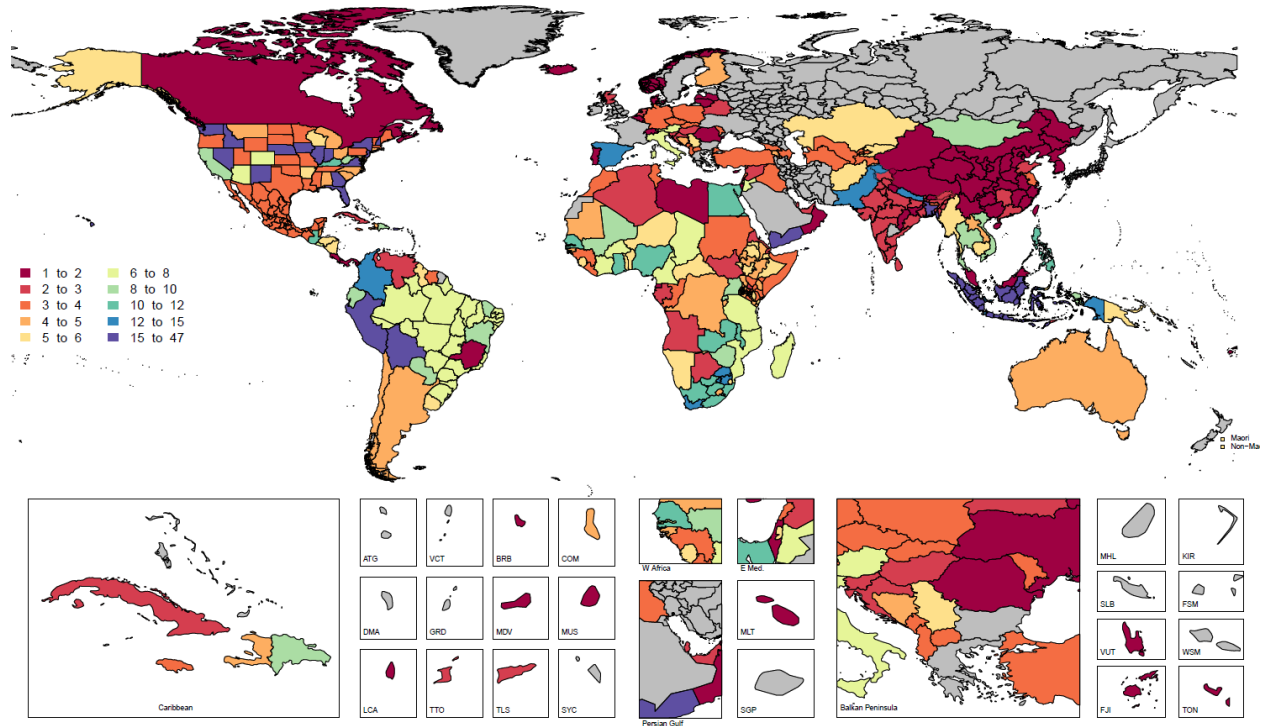 1 to 2
2 to 3
3 to 4
4 to 5
5 to 6
6 to 8
8 to 10
10 to 12
12 to 15
15 to 47
Maori
Non−Ma
Caribbean
ATG
VCT
BRB
COM
DMA
GRD
MDV
MUS
LCA
TTO
TLS
SYC
W Africa
E Med.
Persian Gulf
MLT
SGP
Balkan Peninsula
MHL
KIR
SLB
FSM
VUT
WSM
FJI
TON